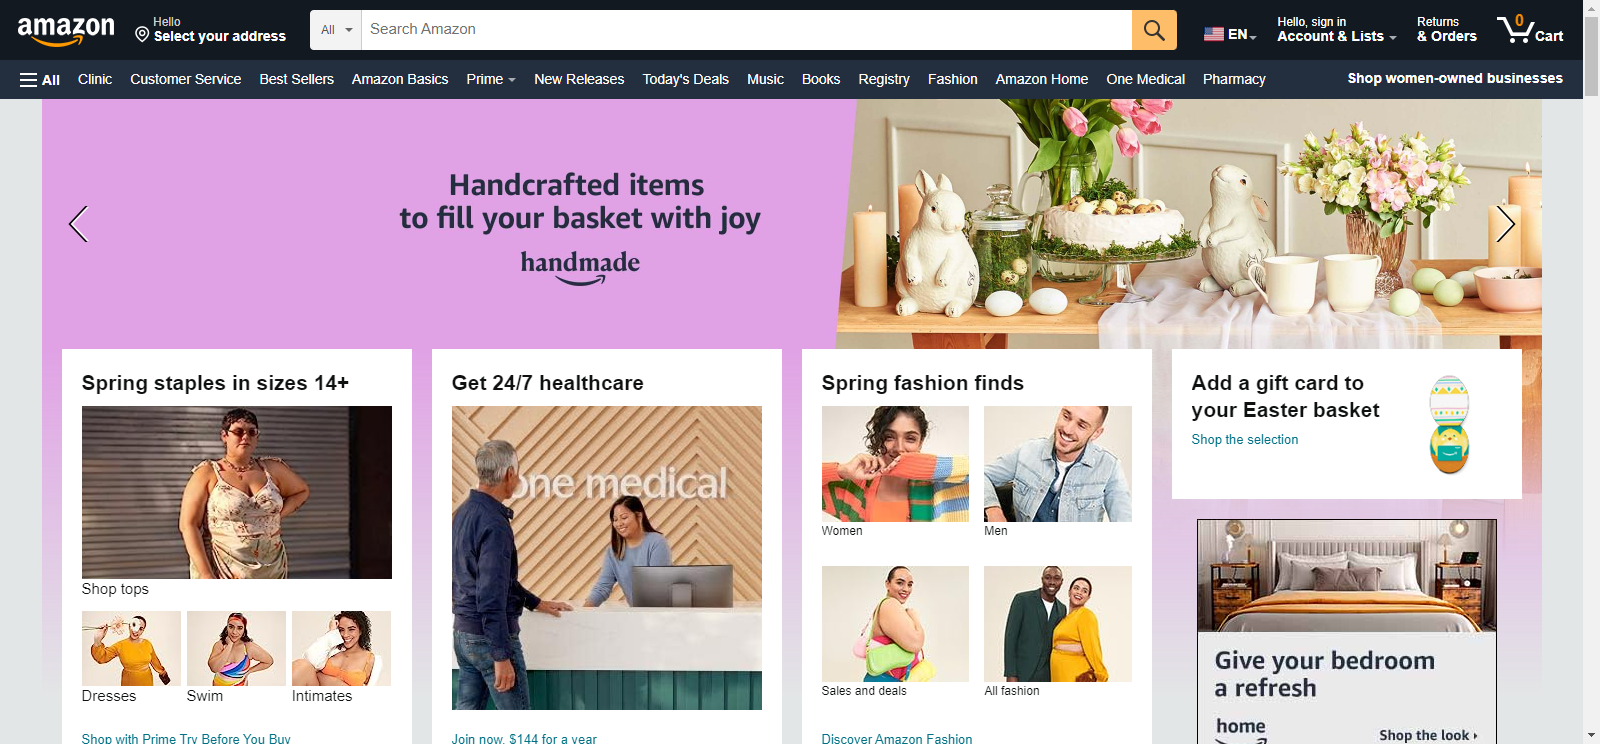 amazon
Hello
Select your address
All
Search Amazon
EN
Hello, sign in
Account & Lists
Returns
& Orders
0
Cart
All
Clinic
Customer Service
Best Sellers
Amazon Basics
Prime
New Releases
Today's Deals
Music
Books
Registry
Fashion
Amazon Home
One Medical
Pharmacy
Shop women-owned businesses
Handcrafted items
to fill your basket with joy
handmade
Spring staples in sizes 14+
Shop tops
Dresses
Swim
Intimates
Shop with Prime Try Before You Buy
Get 24/7 healthcare
one medical
Join now, $144 for a year
Spring fashion finds
Women
Men
Sales and deals
All fashion
Discover Amazon Fashion
Add a gift card to
your Easter basket
Shop the selection
Give your bedroom
a refresh
home
Shop the look ›